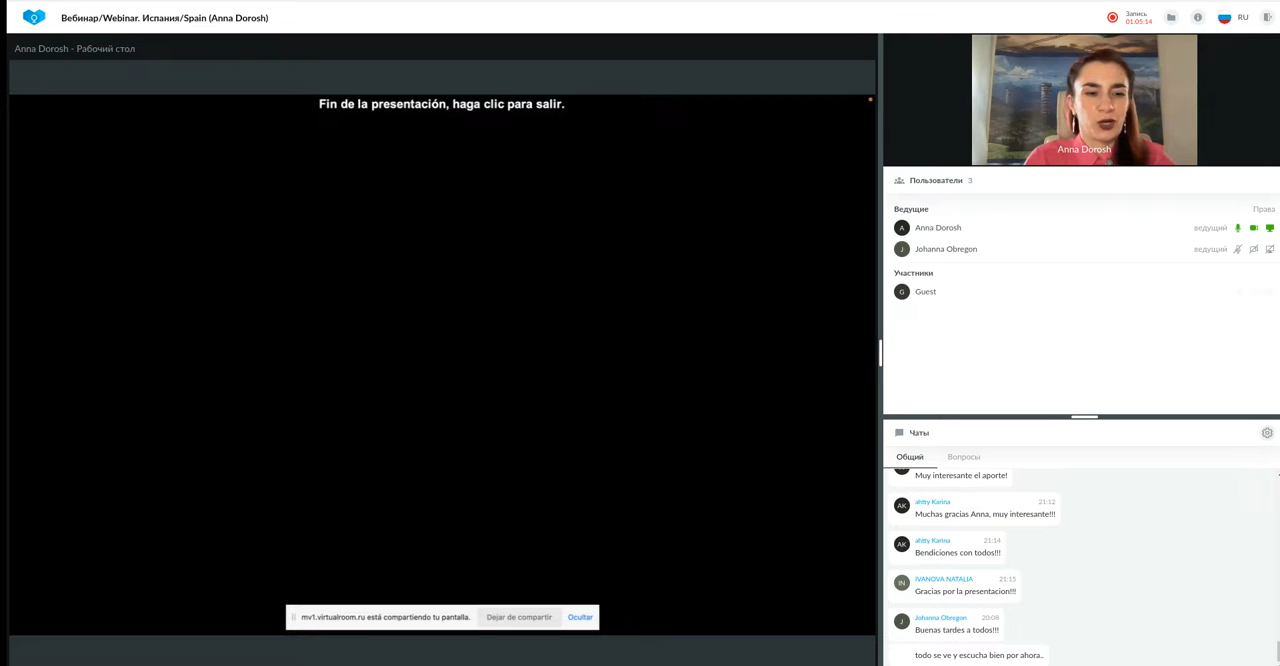 Вебинар/Webinar. Испания/Spain (Anna Dorosh)
Запись
01:05:14
RU
Anna Dorosh - Рабочий стол
Fin de la presentación, haga clic para salir.
Anna Dorosh
Пользователи 3
Ведущие Права
A Anna Dorosh ведущий
J Johanna Obregon ведущий
Участники
G Guest
Чаты
Общий Вопросы
Muy interesante el aporte!
AK ahtty Karina 21:12
Muchas gracias Anna, muy interesante!!!
AK ahtty Karina 21:14
Bendiciones con todos!!!
IN IVANOVA NATALIA 21:15
Gracias por la presentacion!!!
J Johanna Obregon 20:08
Buenas tardes a todos!!!
todo se ve y escucha bien por ahora..
mv1.virtualroom.ru está compartiendo tu pantalla. Dejar de compartir Ocultar